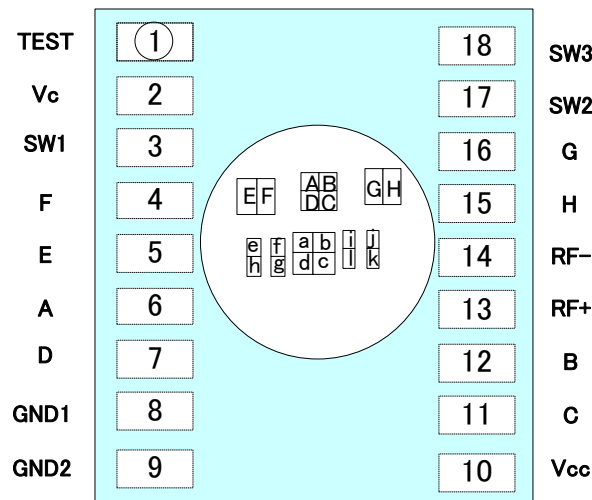 TEST 1 18 SW3
Vc 2 17 SW2
SW1 3 16 G
F 4 15 H
E 5 14 RF-
A 6 13 RF+
D 7 12 B
GND1 8 11 C
GND2 9 10 Vcc
E F A B G H
D C
e f a b i j
h g d c l k